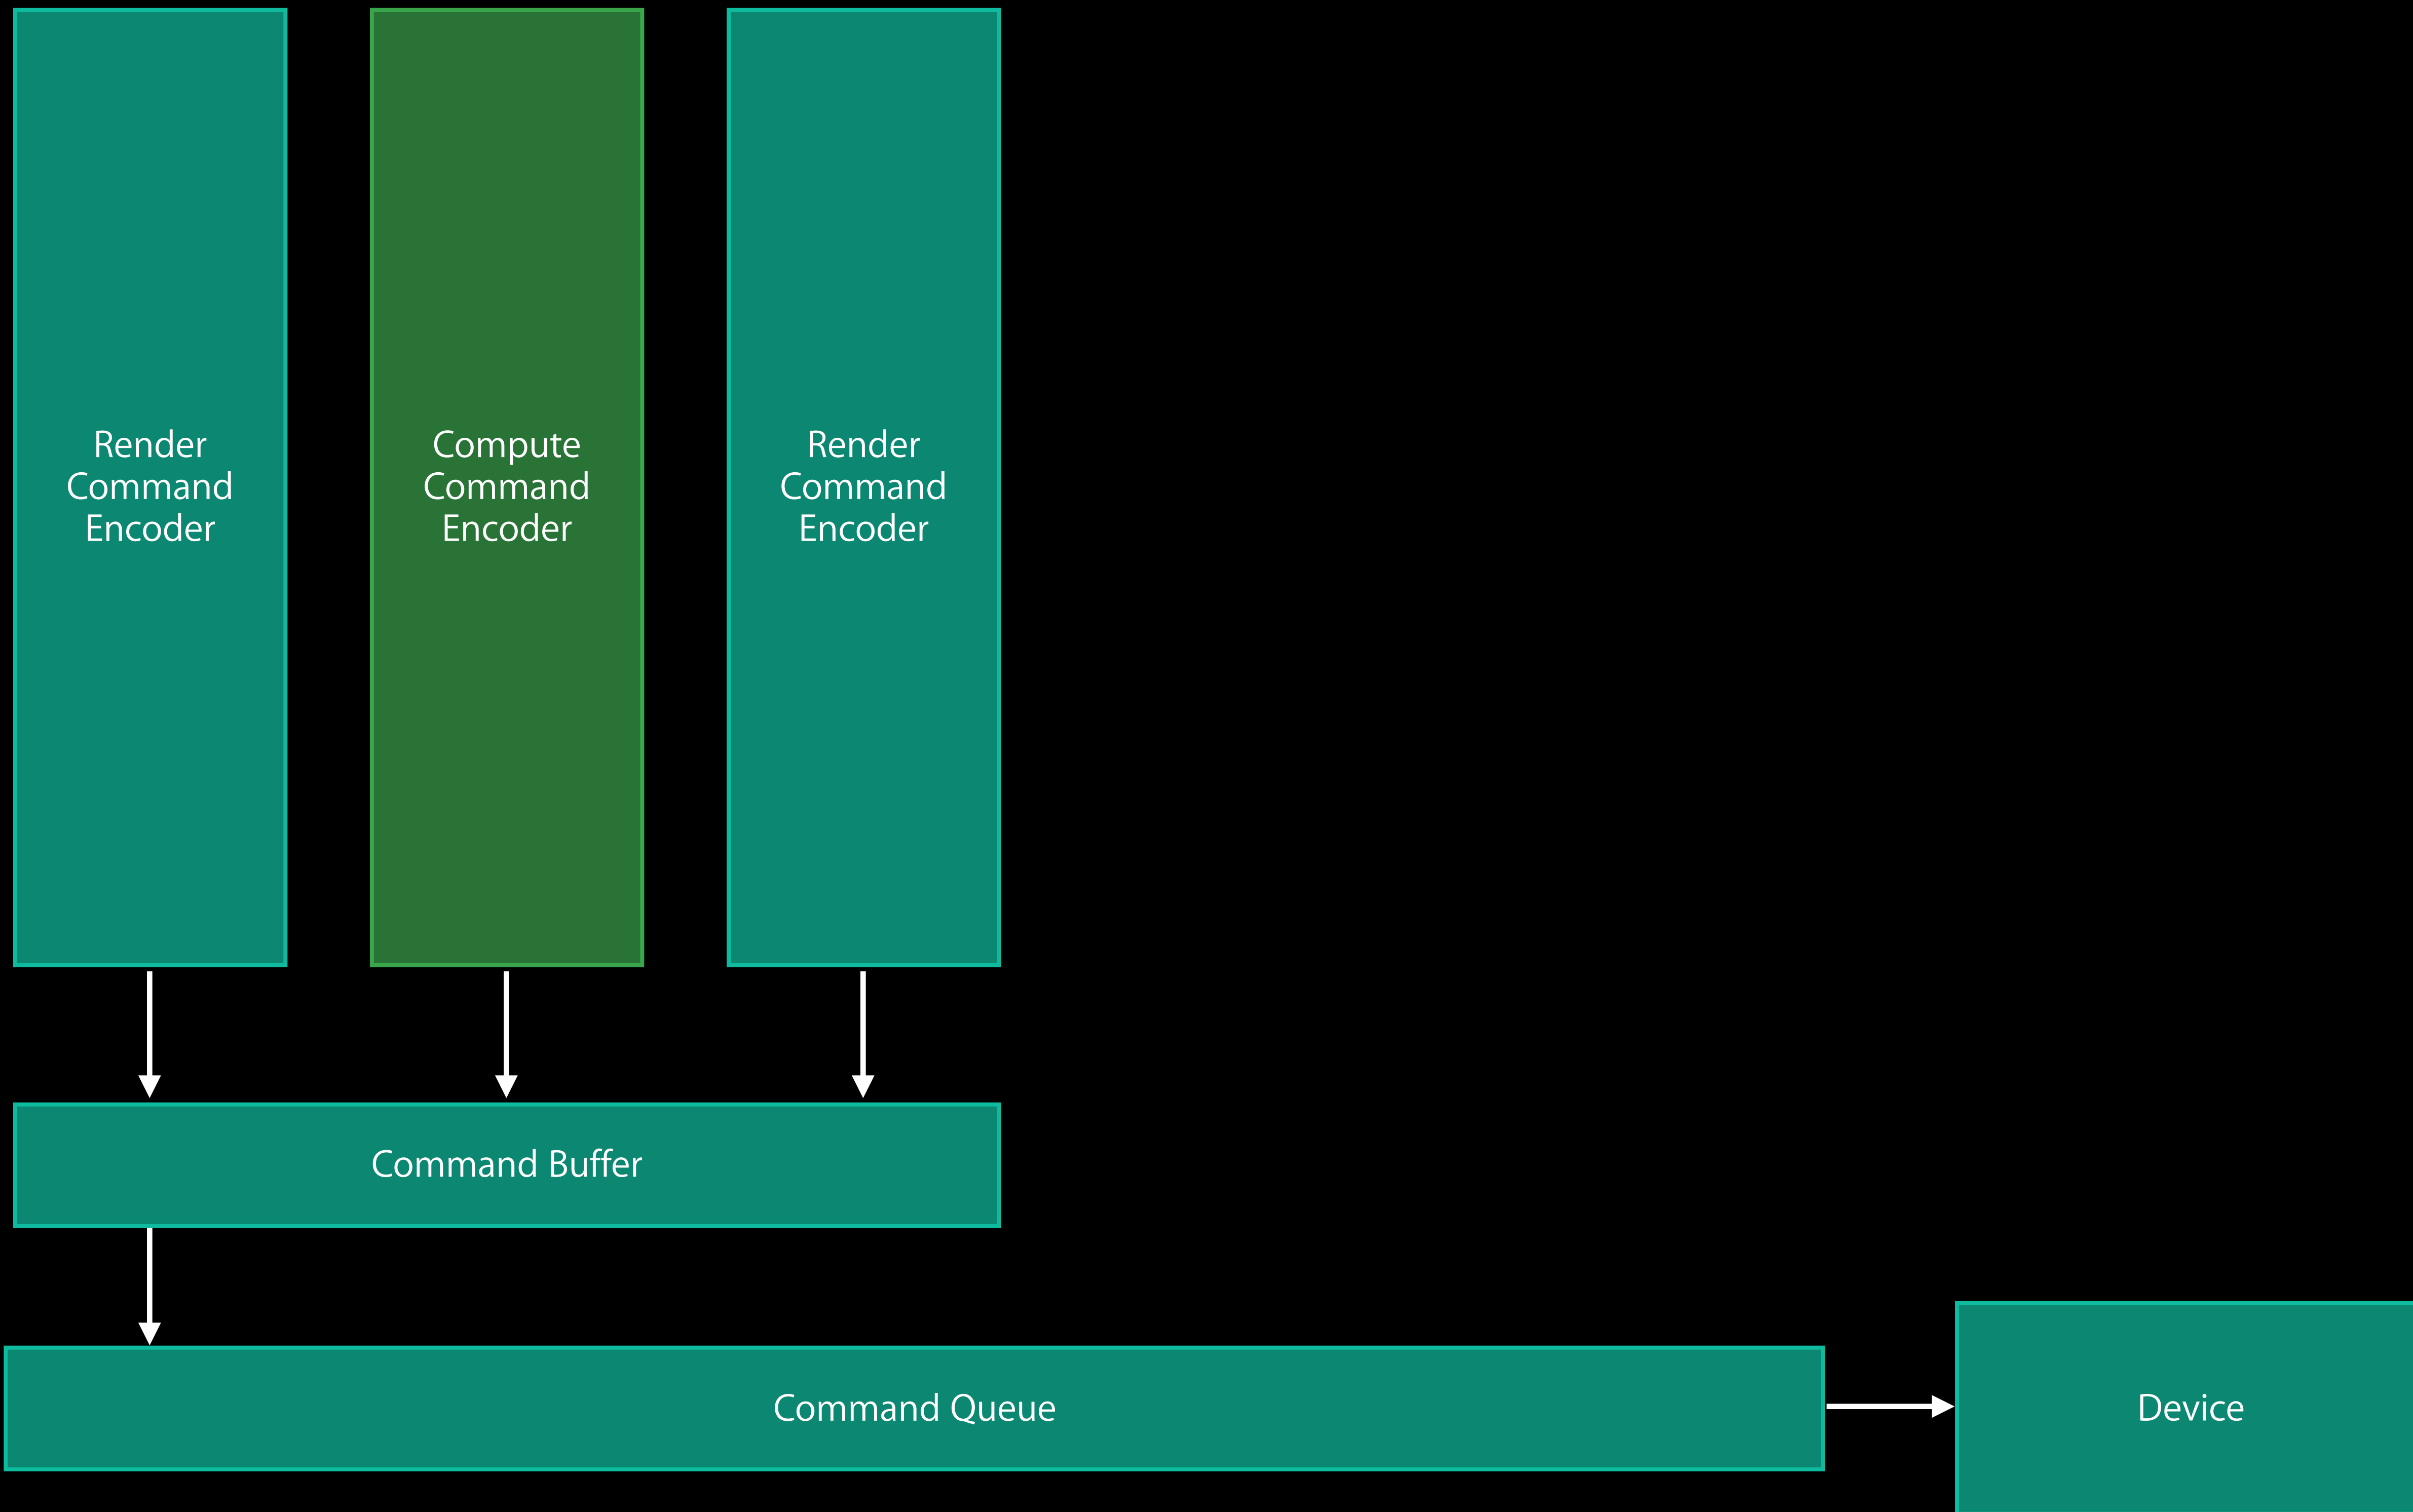 Render
Command
Encoder
Compute
Command
Encoder
Render
Command
Encoder
Command Buffer
Command Queue
Device